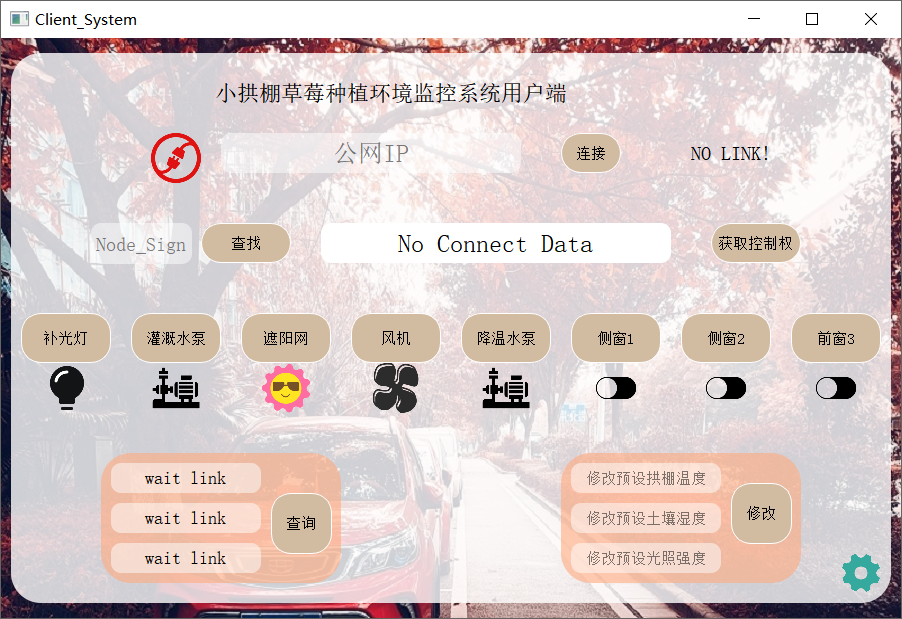 Client_System
小拱棚草莓种植环境监控系统用户端
公网IP
连接
NO LINK!
Node_Sign
查找
No Connect Data
获取控制权
补光灯
灌溉水泵
遮阳网
风机
降温水泵
侧窗1
侧窗2
前窗3
wait link
wait link
wait link
查询
修改预设拱棚温度
修改预设土壤湿度
修改预设光照强度
修改